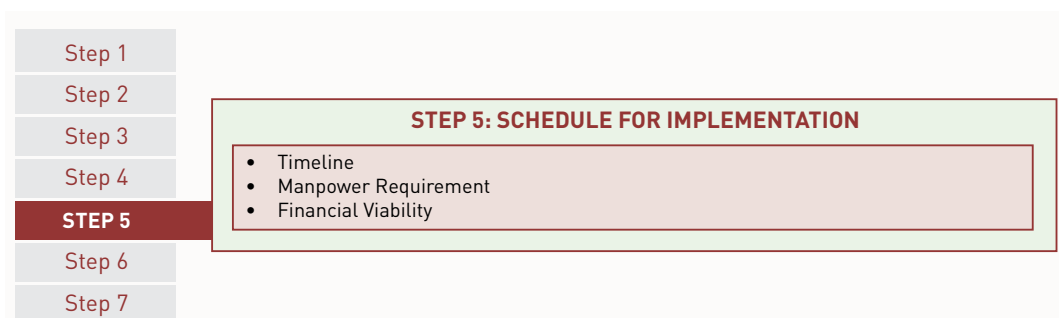 Step 1
Step 2
Step 3
Step 4
STEP 5
Step 6
Step 7
STEP 5: SCHEDULE FOR IMPLEMENTATION
• Timeline
• Manpower Requirement
• Financial Viability